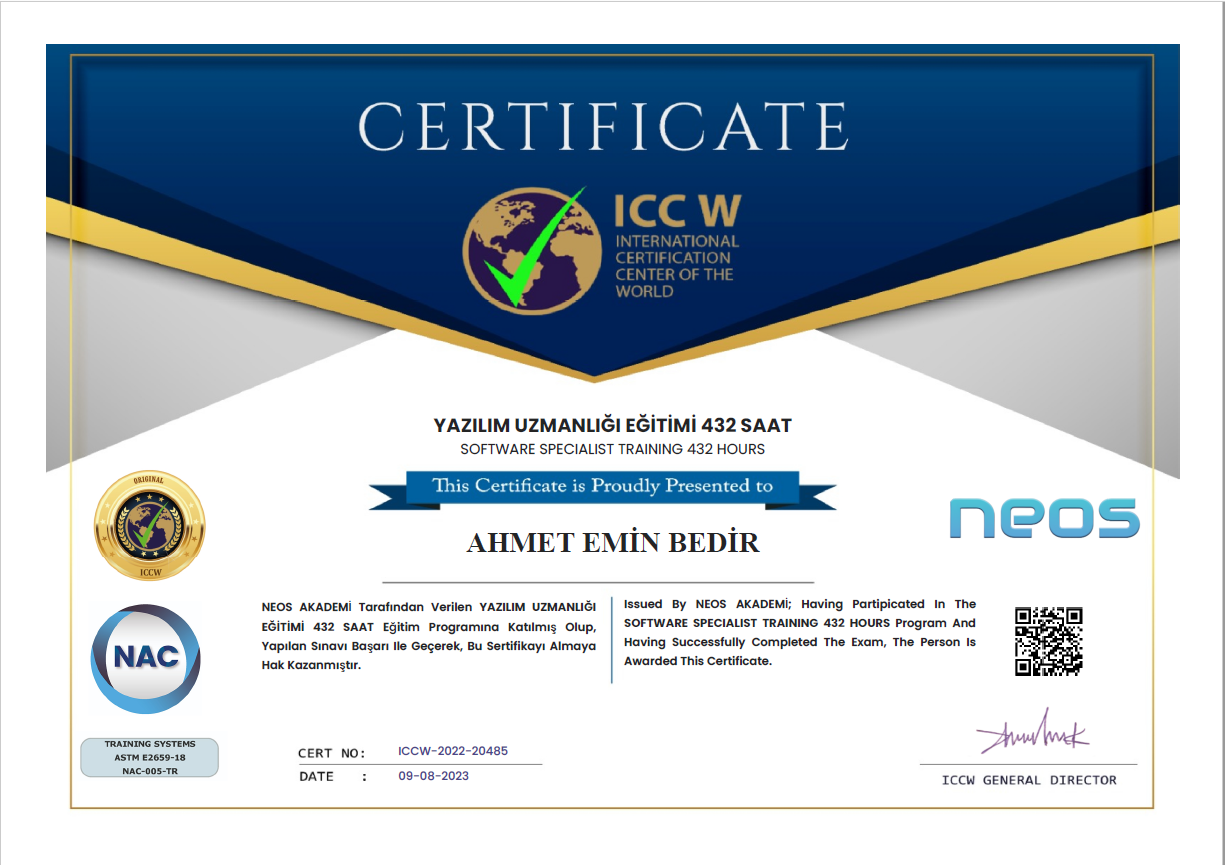 CERTIFICATE
ICC W
INTERNATIONAL
CERTIFICATION
CENTER OF THE
WORLD
YAZILIM UZMANLIĞI EĞİTİMİ 432 SAAT
SOFTWARE SPECIALIST TRAINING 432 HOURS
This Certificate is Proudly Presented to
AHMET EMİN BEDİR
ORIGINAL
ICCW
neos
NEOS AKADEMİ Tarafından Verilen YAZILIM UZMANLIĞI
EĞİTİMİ 432 SAAT Eğitim Programına Katılmış Olup,
Yapılan Sınavı Başarı Ile Geçerek, Bu Sertifikayı Almaya
Hak Kazanmıştır.
Issued By NEOS AKADEMİ; Having Partipicated In The
SOFTWARE SPECIALIST TRAINING 432 HOURS Program And
Having Successfully Completed The Exam, The Person Is
Awarded This Certificate.
NAC
TRAINING SYSTEMS
ASTM E2659-18
NAC-005-TR
CERT NO: ICCW-2022-20485
DATE : 09-08-2023
ICCW GENERAL DIRECTOR